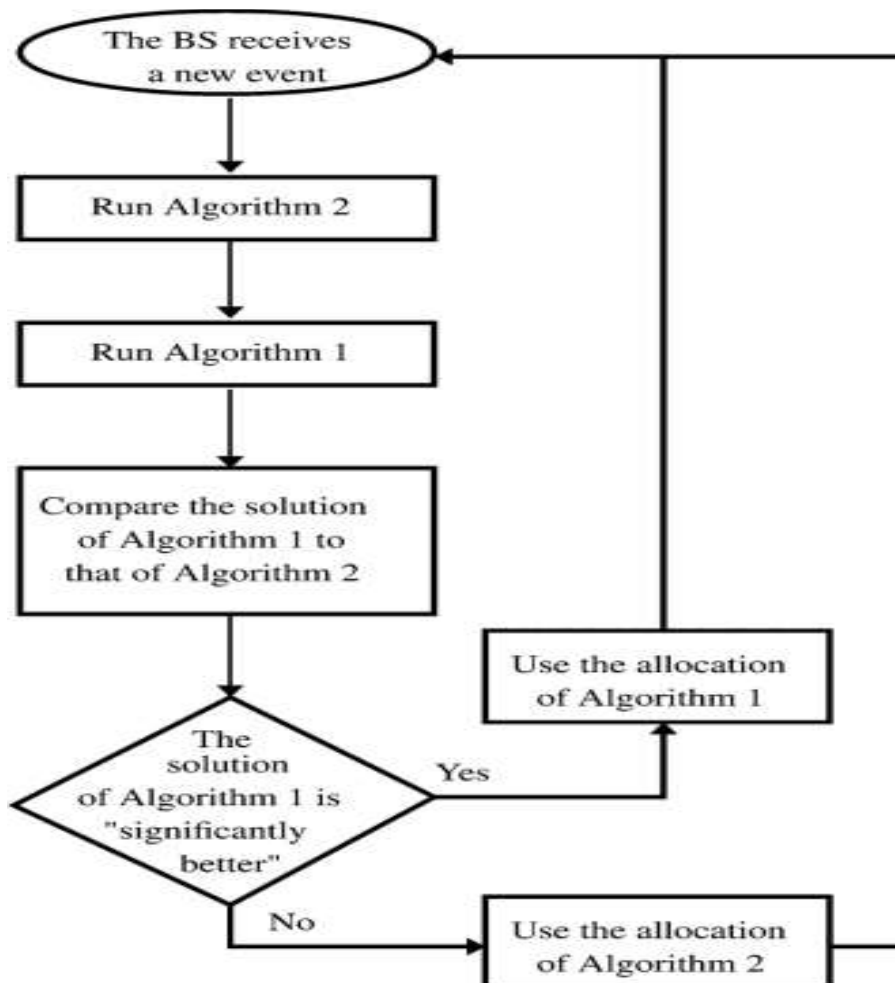 The BS receives
a new event
Run Algorithm 2
Run Algorithm 1
Compare the solution
of Algorithm 1 to
that of Algorithm 2
Use the allocation
of Algorithm 1
The
solution
of Algorithm 1 is
"significantly
better"
Yes
No
Use the allocation
of Algorithm 2